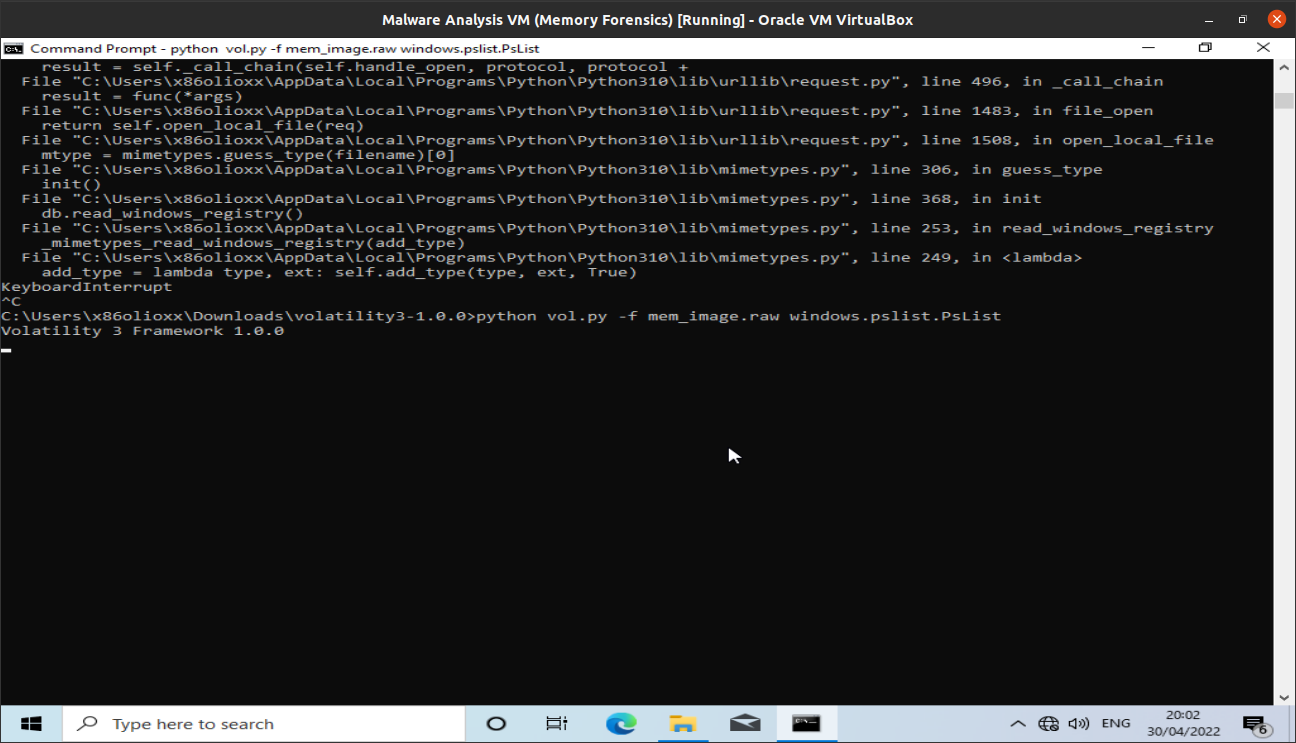 Malware Analysis VM (Memory Forensics) [Running] - Oracle VM VirtualBox
Command Prompt - python  vol.py -f mem_image.raw windows.pslist.PsList
    result = self._call_chain(self.handle_open, protocol, protocol +
  File "C:\Users\x86olioxx\AppData\Local\Programs\Python\Python310\lib\urllib\request.py", line 496, in _call_chain
    result = func(*args)
  File "C:\Users\x86olioxx\AppData\Local\Programs\Python\Python310\lib\urllib\request.py", line 1483, in file_open
    return self.open_local_file(req)
  File "C:\Users\x86olioxx\AppData\Local\Programs\Python\Python310\lib\urllib\request.py", line 1508, in open_local_file
    mtype = mimetypes.guess_type(filename)[0]
  File "C:\Users\x86olioxx\AppData\Local\Programs\Python\Python310\lib\mimetypes.py", line 306, in guess_type
    init()
  File "C:\Users\x86olioxx\AppData\Local\Programs\Python\Python310\lib\mimetypes.py", line 368, in init
    db.read_windows_registry()
  File "C:\Users\x86olioxx\AppData\Local\Programs\Python\Python310\lib\mimetypes.py", line 253, in read_windows_registry
    _mimetypes_read_windows_registry(add_type)
  File "C:\Users\x86olioxx\AppData\Local\Programs\Python\Python310\lib\mimetypes.py", line 249, in <lambda>
    add_type = lambda type, ext: self.add_type(type, ext, True)
KeyboardInterrupt
^C
C:\Users\x86olioxx\Downloads\volatility3-1.0.0>python vol.py -f mem_image.raw windows.pslist.PsList
Volatility 3 Framework 1.0.0
Type here to search
ENG
20:02
30/04/2022
6